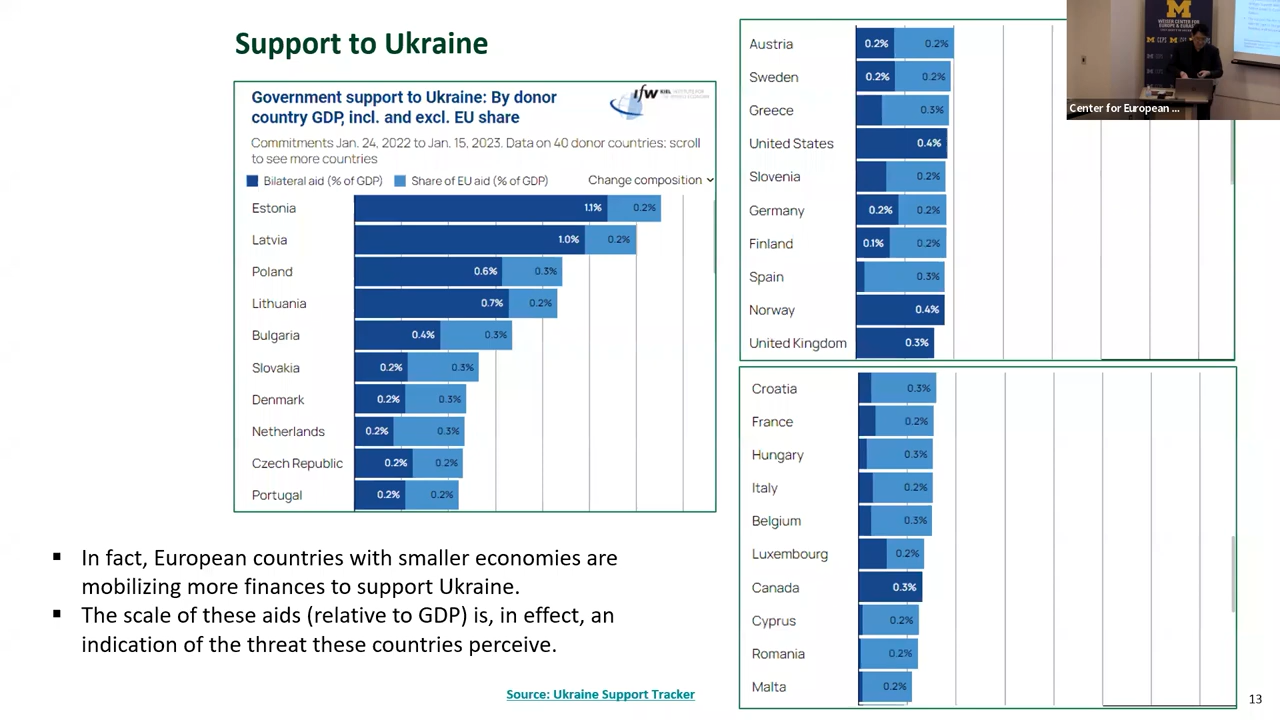 Support to Ukraine
Government support to Ukraine: By donor
country GDP, incl. and excl. EU share
IfW KIEL
Commitments Jan. 24, 2022 to Jan. 15, 2023. Data on 40 donor countries; scroll
to see more countries
Bilateral aid (% of GDP) Share of EU aid (% of GDP) Change composition
Estonia 1.1% 0.2%
Latvia 1.0% 0.2%
Poland 0.6% 0.3%
Lithuania 0.7% 0.2%
Bulgaria 0.4% 0.3%
Slovakia 0.2% 0.3%
Denmark 0.2% 0.3%
Netherlands 0.2% 0.3%
Czech Republic 0.2% 0.2%
Portugal 0.2% 0.2%
Austria 0.2% 0.2%
Sweden 0.2% 0.2%
Greece 0.3%
United States 0.4%
Slovenia 0.2%
Germany 0.2% 0.2%
Finland 0.1% 0.2%
Spain 0.3%
Norway 0.4%
United Kingdom 0.3%
Croatia 0.3%
France 0.2%
Hungary 0.3%
Italy 0.2%
Belgium 0.3%
Luxembourg 0.2%
Canada 0.3%
Cyprus 0.2%
Romania 0.2%
Malta 0.2%
▪ In fact, European countries with smaller economies are
mobilizing more finances to support Ukraine.
▪ The scale of these aids (relative to GDP) is, in effect, an
indication of the threat these countries perceive.
Source: Ukraine Support Tracker
13
M
WEISER CENTER FOR
EUROPE & EURASIA
Center for European ...